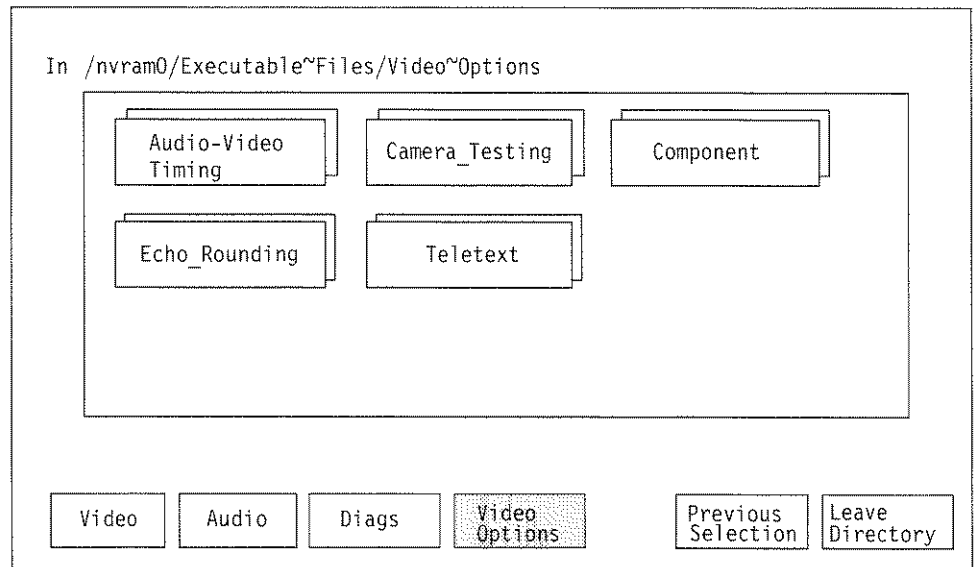 In /nvram0/Executable~Files/Video~Options
Audio-Video
Timing
Camera_Testing
Component
Echo_Rounding
Teletext
Video
Audio
Diags
Video
Options
Previous
Selection
Leave
Directory